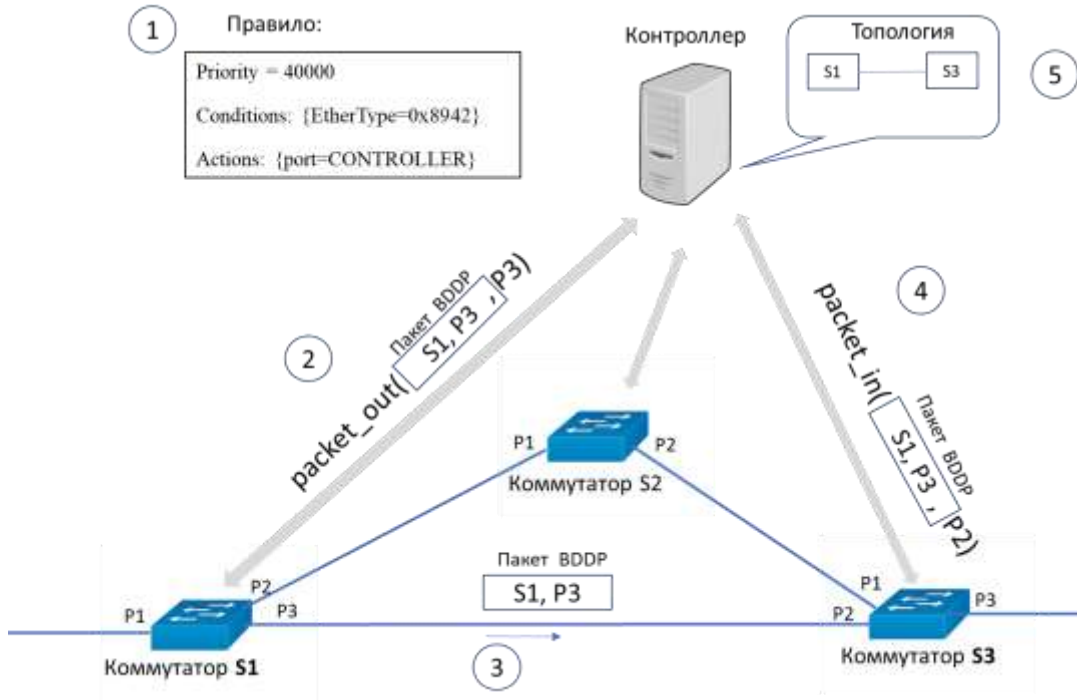 1
Правило:
Priority = 40000
Conditions: {EtherType=0x8942}
Actions: {port=CONTROLLER}
Контроллер
Топология
S1
S3
5
2
Пакет BDDP
packet_out( S1, P3 , P3)
4
Пакет BDDP
packet_in( S1, P3 , P2)
P1
P2
Коммутатор S2
Пакет BDDP
S1, P3
P1
P2
P3
Коммутатор S1
3
P1
P2
P3
Коммутатор S3